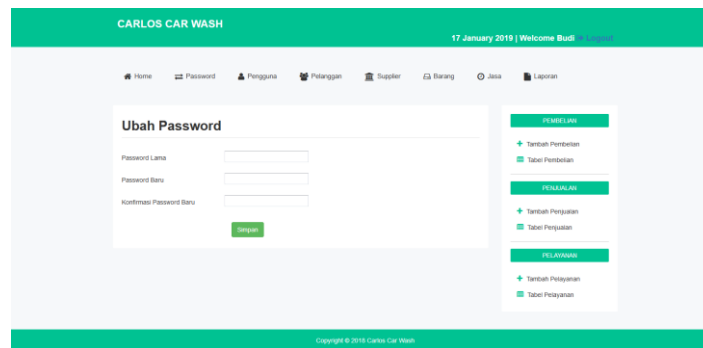 CARLOS CAR WASH
17 January 2019 | Welcome Budi Logout
Home Password Pengguna Pelanggan Supplier Barang Jasa Laporan
Ubah Password
Password Lama
Password Baru
Konfirmasi Password Baru
Simpan
PEMBELIAN
Tambah Pembelian
Tabel Pembelian
PENJUALAN
Tambah Penjualan
Tabel Penjualan
PELAYANAN
Tambah Pelayanan
Tabel Pelayanan
Copyright © 2018 Carlos Car Wash